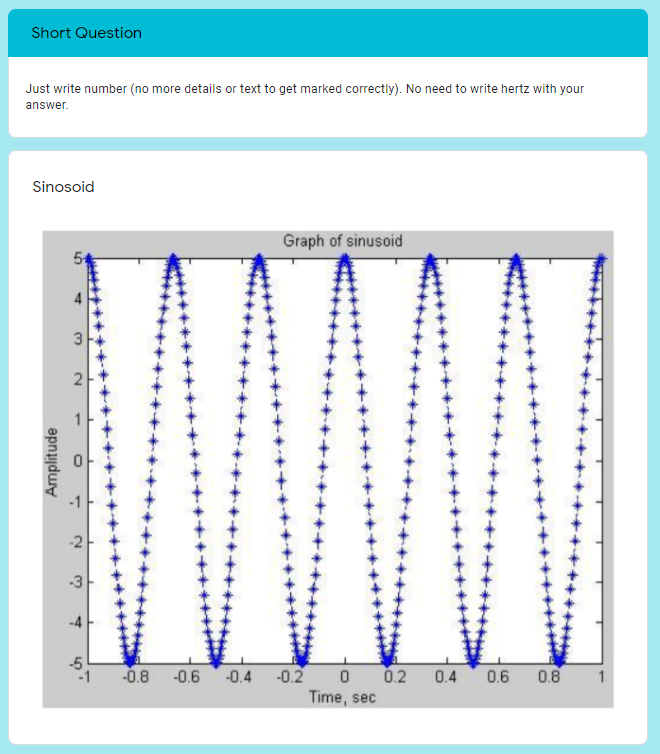 Short Question
Just write number (no more details or text to get marked correctly). No need to write hertz with your
answer.
Sinosoid
Graph of sinusoid
5
4
3
2
1
0
-1
-2
-3
-4
-5
Amplitude
-1 -0.8 -0.6 -0.4 -0.2 0 0.2 0.4 0.6 0.8 1
Time, sec